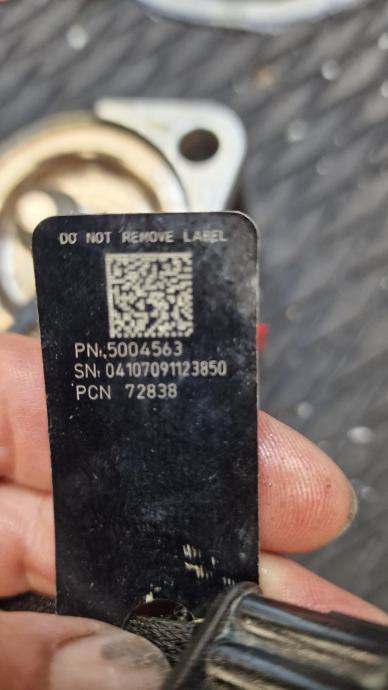 DO NOT REMOVE LABEL
PN: 5004563
SN: 04107091123850
PCN 72838